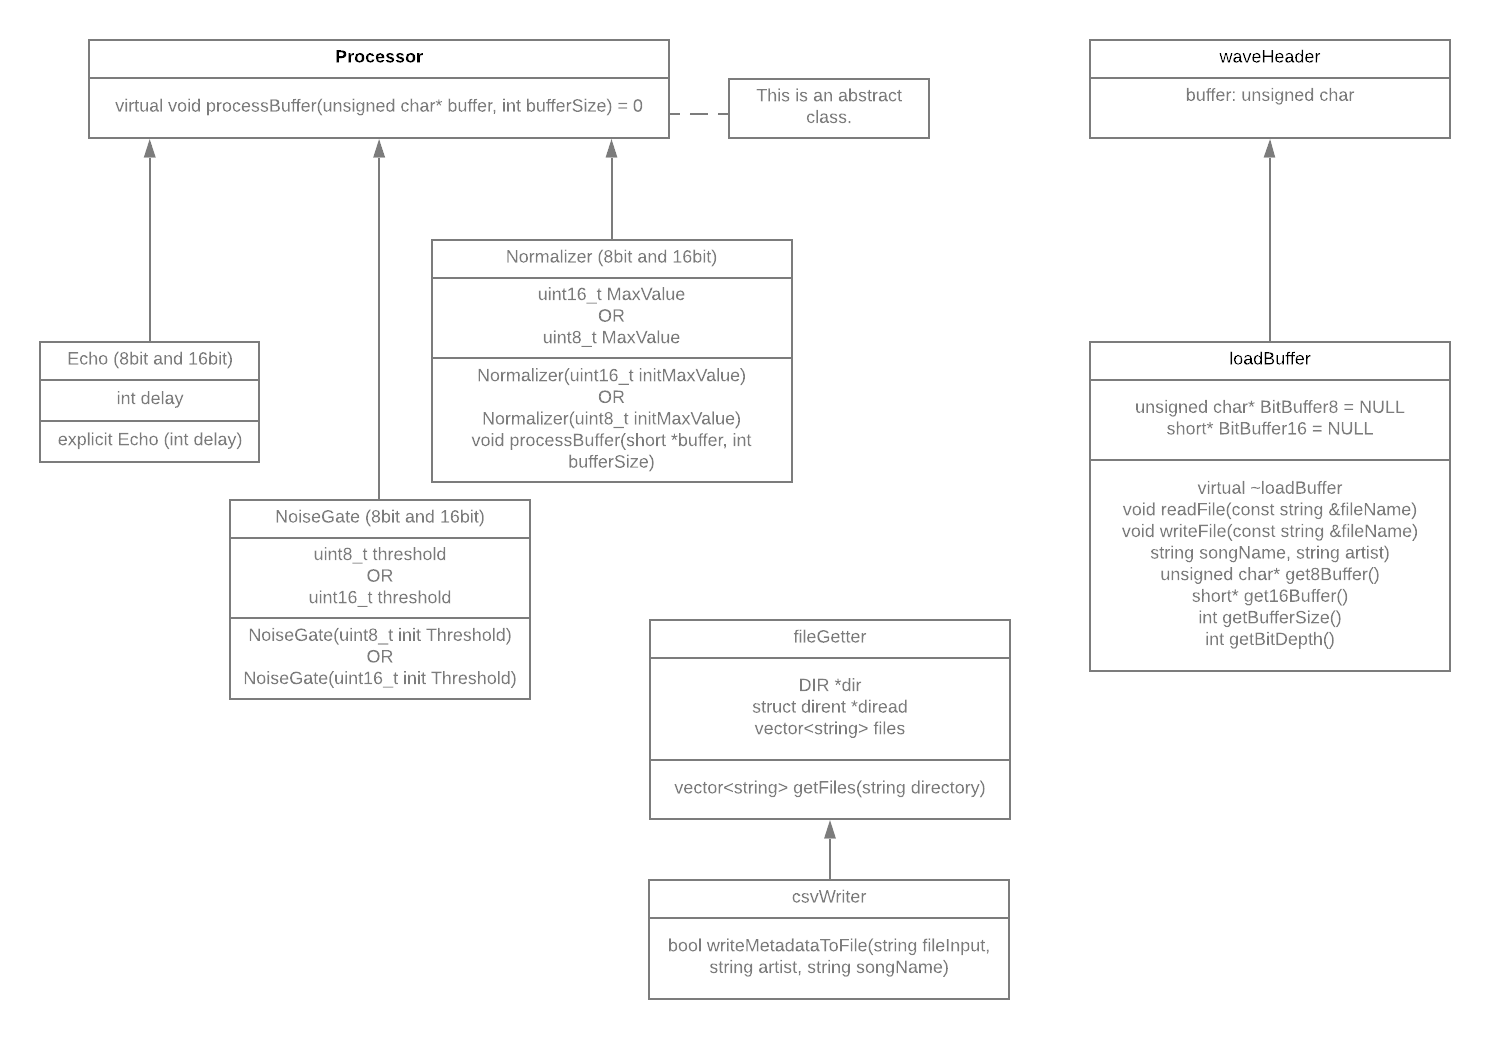 Processor
virtual void processBuffer(unsigned char* buffer, int bufferSize) = 0
This is an abstract
class.
waveHeader
buffer: unsigned char
Normalizer (8bit and 16bit)
uint16_t MaxValue
OR
uint8_t MaxValue
Normalizer(uint16_t initMaxValue)
OR
Normalizer(uint8_t initMaxValue)
void processBuffer(short *buffer, int
bufferSize)
Echo (8bit and 16bit)
int delay
explicit Echo (int delay)
NoiseGate (8bit and 16bit)
uint8_t threshold
OR
uint16_t threshold
NoiseGate(uint8_t init Threshold)
OR
NoiseGate(uint16_t init Threshold)
loadBuffer
unsigned char* BitBuffer8 = NULL
short* BitBuffer16 = NULL
virtual ~loadBuffer
void readFile(const string &fileName)
void writeFile(const string &fileName)
string songName, string artist)
unsigned char* get8Buffer()
short* get16Buffer()
int getBufferSize()
int getBitDepth()
fileGetter
DIR *dir
struct dirent *diread
vector<string> files
vector<string> getFiles(string directory)
csvWriter
bool writeMetadataToFile(string fileInput,
string artist, string songName)